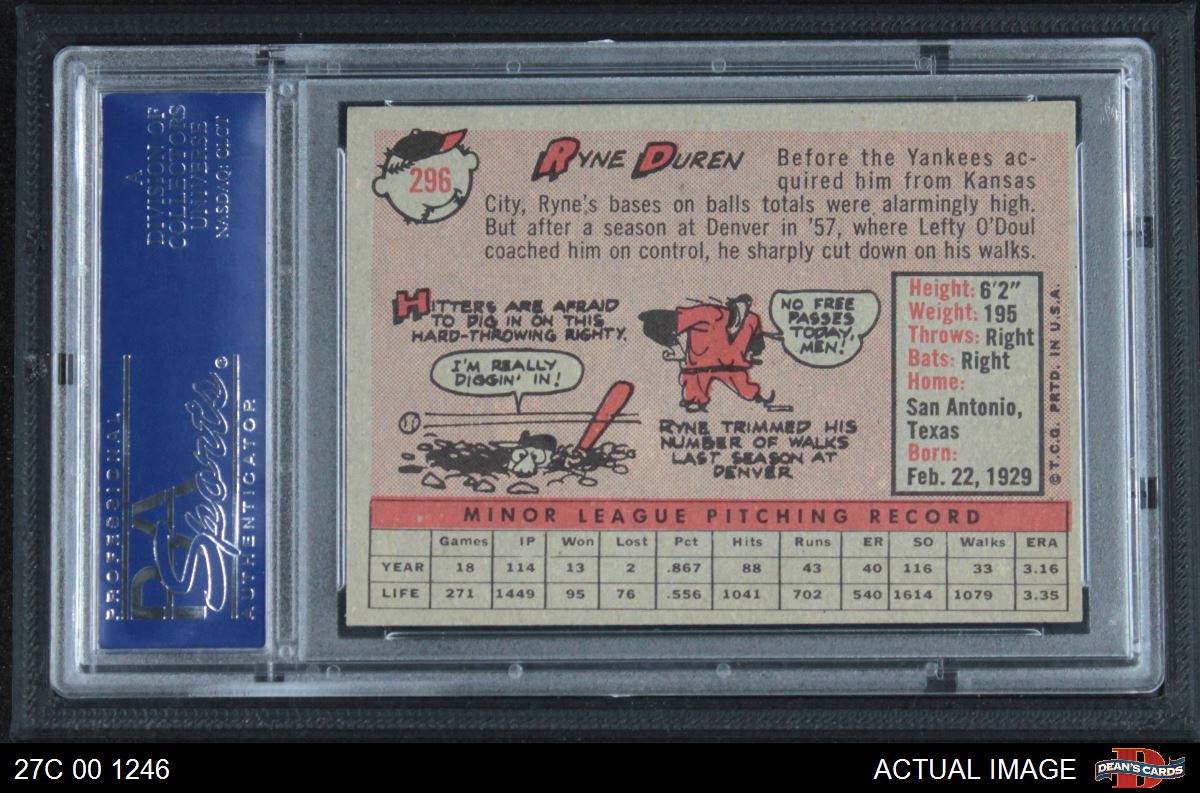 A
DIVISION OF
COLLECTORS
UNIVERSE
NASDAQ: CLCT
PROFESSIONAL
PSA
Sports®
AUTHENTICATOR
296
RYNE DUREN
Before the Yankees ac-
quired him from Kansas
City, Ryne's bases on balls totals were alarmingly high.
But after a season at Denver in '57, where Lefty O'Doul
coached him on control, he sharply cut down on his walks.
HITTERS ARE AFRAID
TO DIG IN ON THIS
HARD-THROWING RIGHTY.
I'M REALLY
DIGGIN' IN!
NO FREE
PASSES
TODAY,
MEN!
RYNE TRIMMED HIS
NUMBER OF WALKS
LAST SEASON AT
DENVER
Height: 6'2"
Weight: 195
Throws: Right
Bats: Right
Home:
San Antonio,
Texas
Born:
Feb. 22, 1929
© T.C.G. PRTD. IN U.S.A.
MINOR LEAGUE PITCHING RECORD
Games IP Won Lost Pct Hits Runs ER SO Walks ERA
YEAR 18 114 13 2 .867 88 43 40 116 33 3.16
LIFE 271 1449 95 76 .556 1041 702 540 1614 1079 3.35
27C 00 1246
ACTUAL IMAGE
DEAN'S CARDS